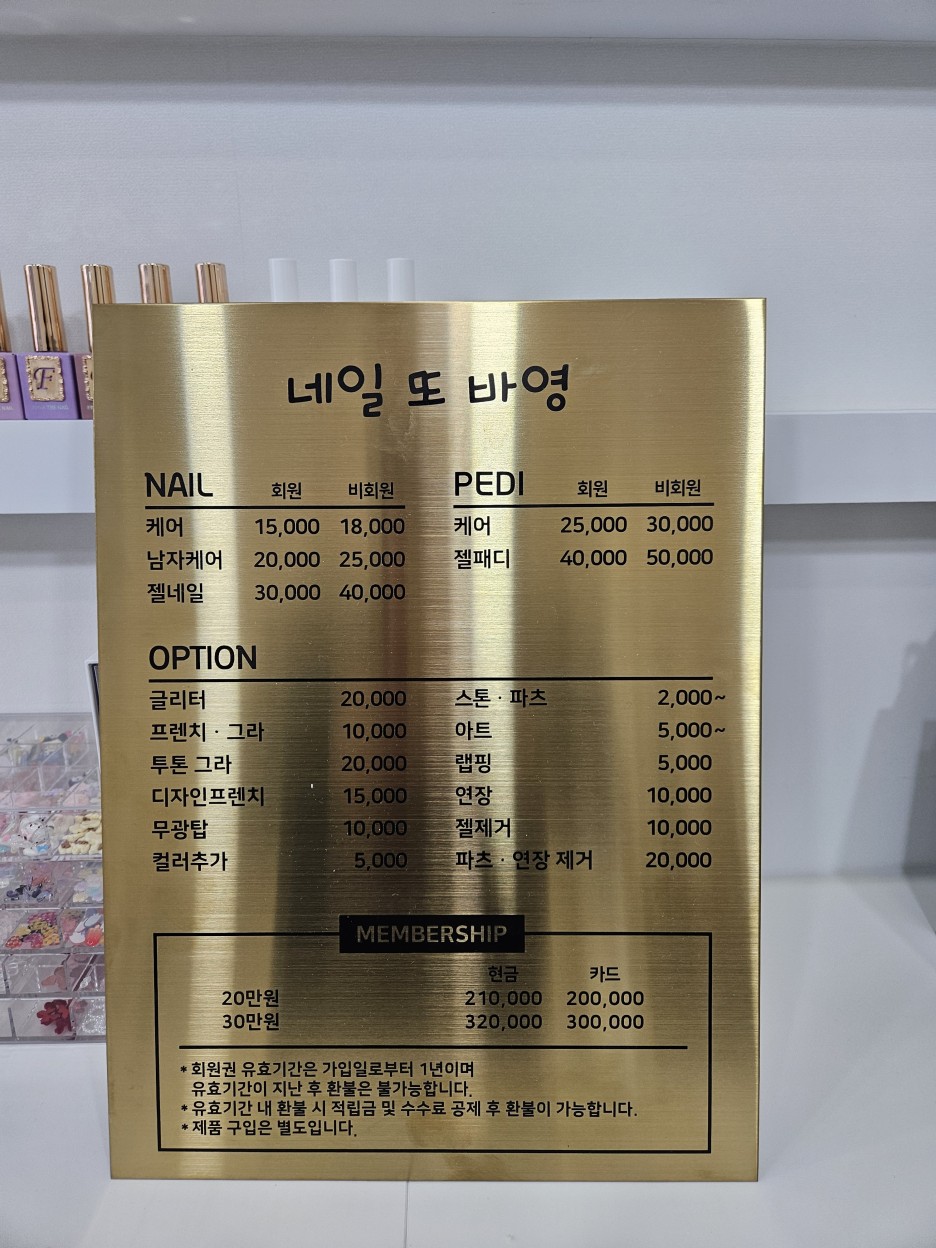 네일 또 바영
NAIL 회원 비회원
케어 15,000 18,000
남자케어 20,000 25,000
젤네일 30,000 40,000
PEDI 회원 비회원
케어 25,000 30,000
젤패디 40,000 50,000
OPTION
글리터 20,000
프렌치 · 그라 10,000
투톤 그라 20,000
디자인프렌치 15,000
무광탑 10,000
컬러추가 5,000
스톤 · 파츠 2,000~
아트 5,000~
랩핑 5,000
연장 10,000
젤제거 10,000
파츠 · 연장 제거 20,000
MEMBERSHIP
현금 카드
20만원 210,000 200,000
30만원 320,000 300,000
* 회원권 유효기간은 가입일로부터 1년이며
유효기간이 지난 후 환불은 불가능합니다.
* 유효기간 내 환불 시 적립금 및 수수료 공제 후 환불이 가능합니다.
* 제품 구입은 별도입니다.
F